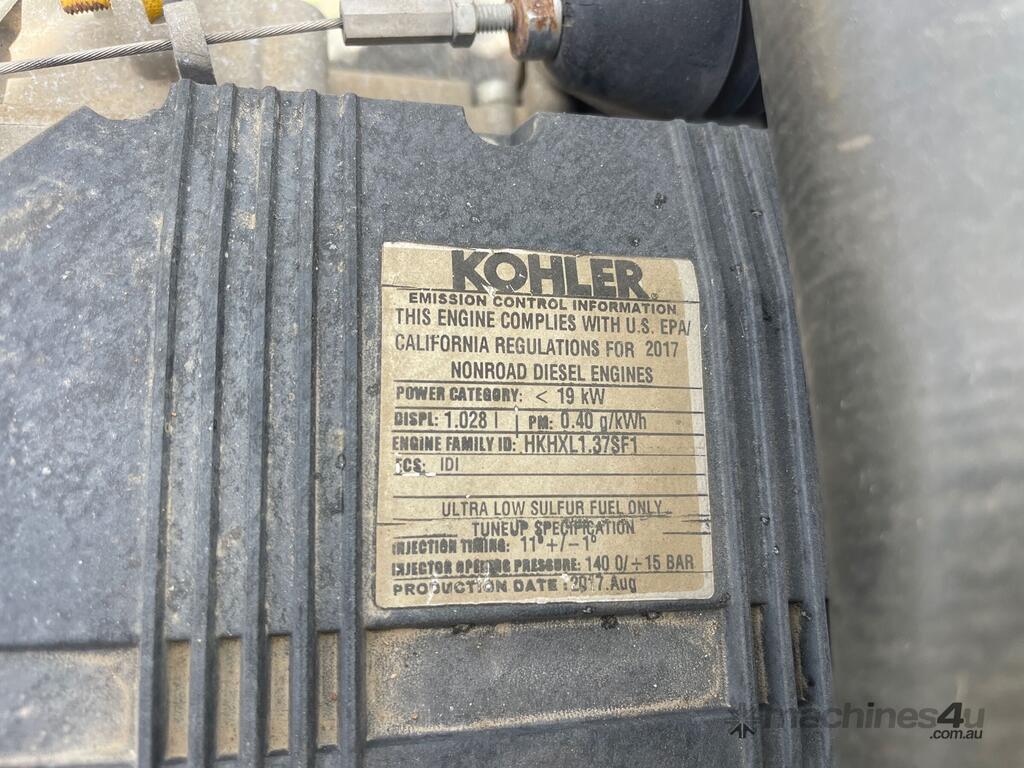 KOHLER
EMISSION CONTROL INFORMATION
THIS ENGINE COMPLIES WITH U.S. EPA/
CALIFORNIA REGULATIONS FOR 2017
NONROAD DIESEL ENGINES
POWER CATEGORY: < 19 kW
DISPL: 1.028 l PM: 0.40 g/kWh
ENGINE FAMILY ID: HKHXL1.37SF1
ECS: IDI
ULTRA LOW SULFUR FUEL ONLY
TUNEUP SPECIFICATION
INJECTION TIMING: 11° +/-1°
INJECTOR OPENING PRESSURE: 140 0/+15 BAR
PRODUCTION DATE: 2017.Aug
machines4u
.com.au